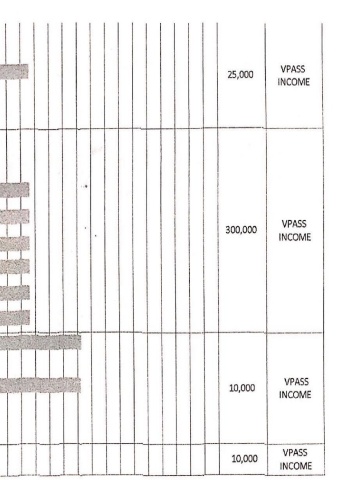 25,000
VPASS
INCOME
300,000
VPASS
INCOME
10,000
VPASS
INCOME
10,000
VPASS
INCOME